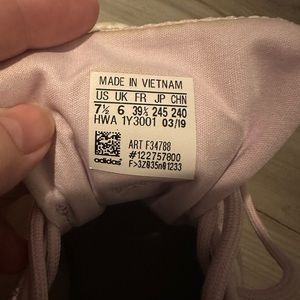 MADE IN VIETNAM
US UK FR JP CHN
7½ 6 39⅓ 245 240
HWA 1Y3001 03/19
ART F34788
#122757800
adidas F>3Z035n01233